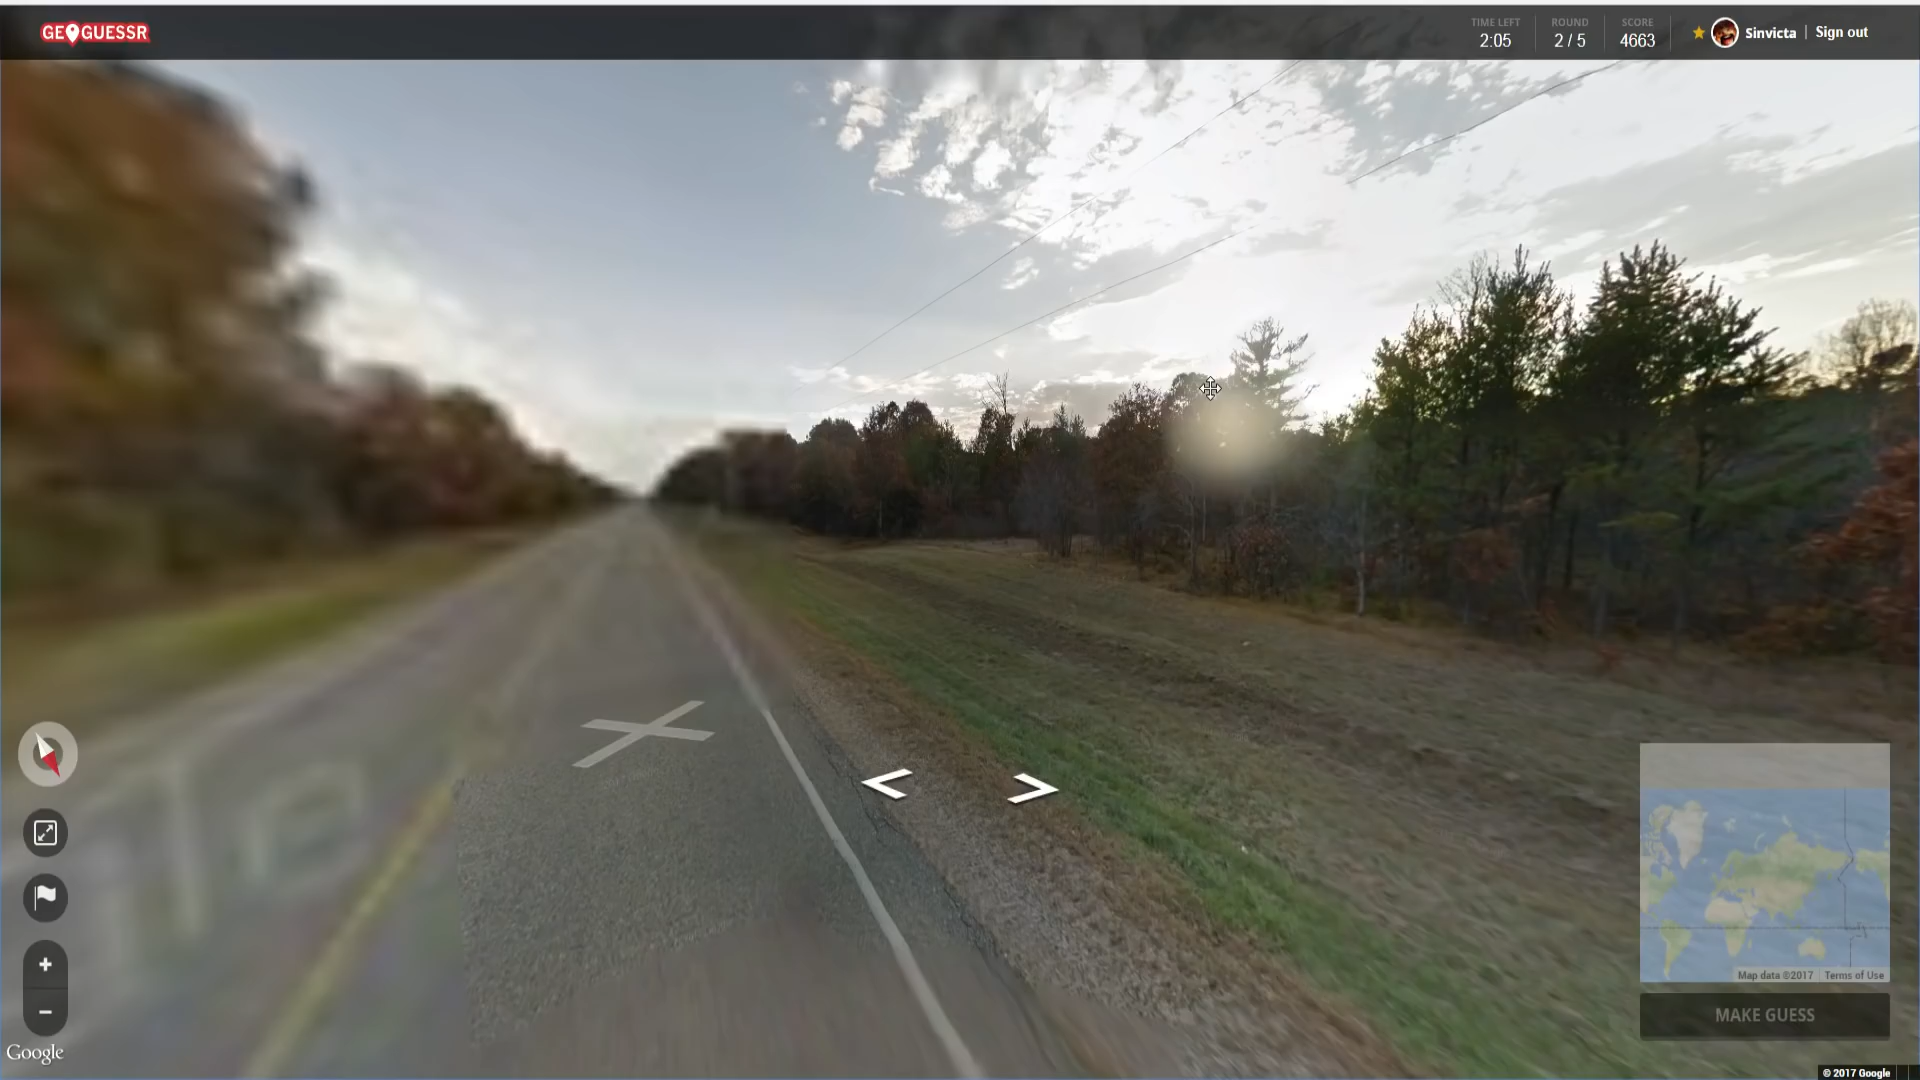 GEOGUESSR
TIME LEFT
2:05
ROUND
2 / 5
SCORE
4663
Sinvicta | Sign out
Map data ©2017
Terms of Use
MAKE GUESS
Google
© 2017 Google